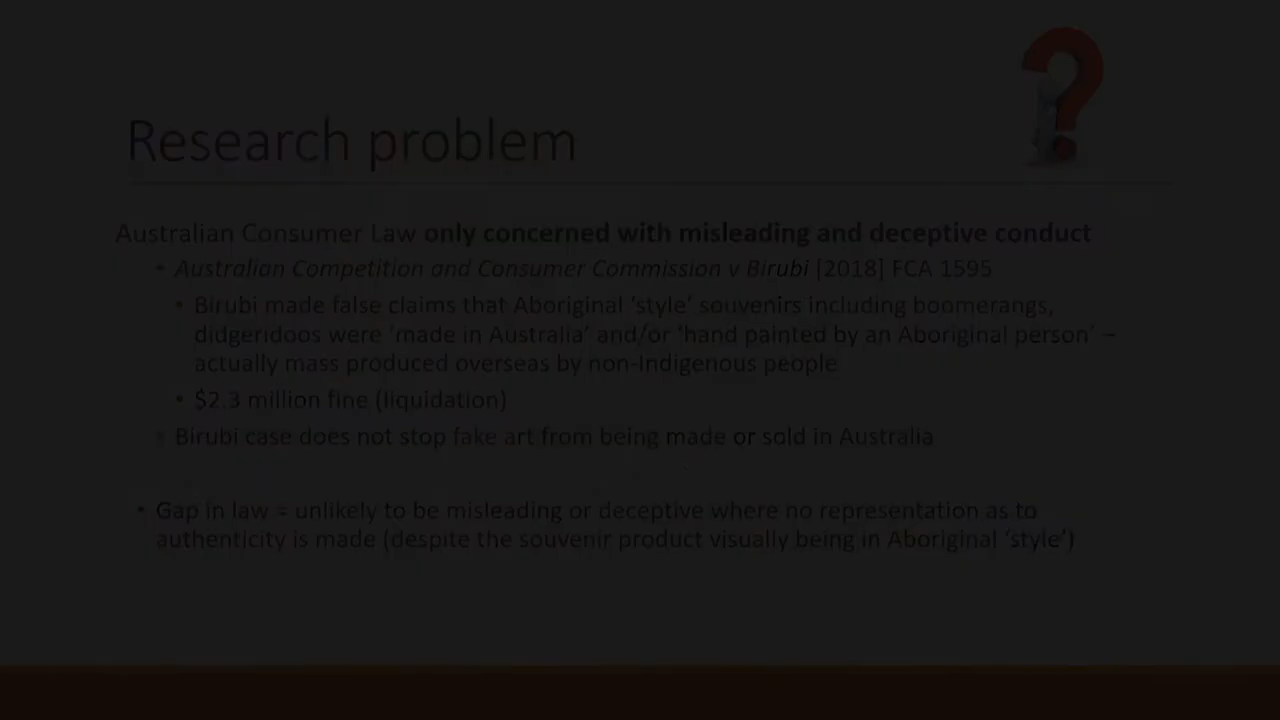 Research problem
Australian Consumer Law only concerned with misleading and deceptive conduct
• Australian Competition and Consumer Commission v Birubi [2018] FCA 1595
• Birubi made false claims that Aboriginal ‘style’ souvenirs including boomerangs,
didgeridoos were ‘made in Australia’ and/or ‘hand painted by an Aboriginal person’ –
actually mass produced overseas by non-Indigenous people
• $2.3 million fine (liquidation)
• Birubi case does not stop fake art from being made or sold in Australia
• Gap in law = unlikely to be misleading or deceptive where no representation as to
authenticity is made (despite the souvenir product visually being in Aboriginal ‘style’)